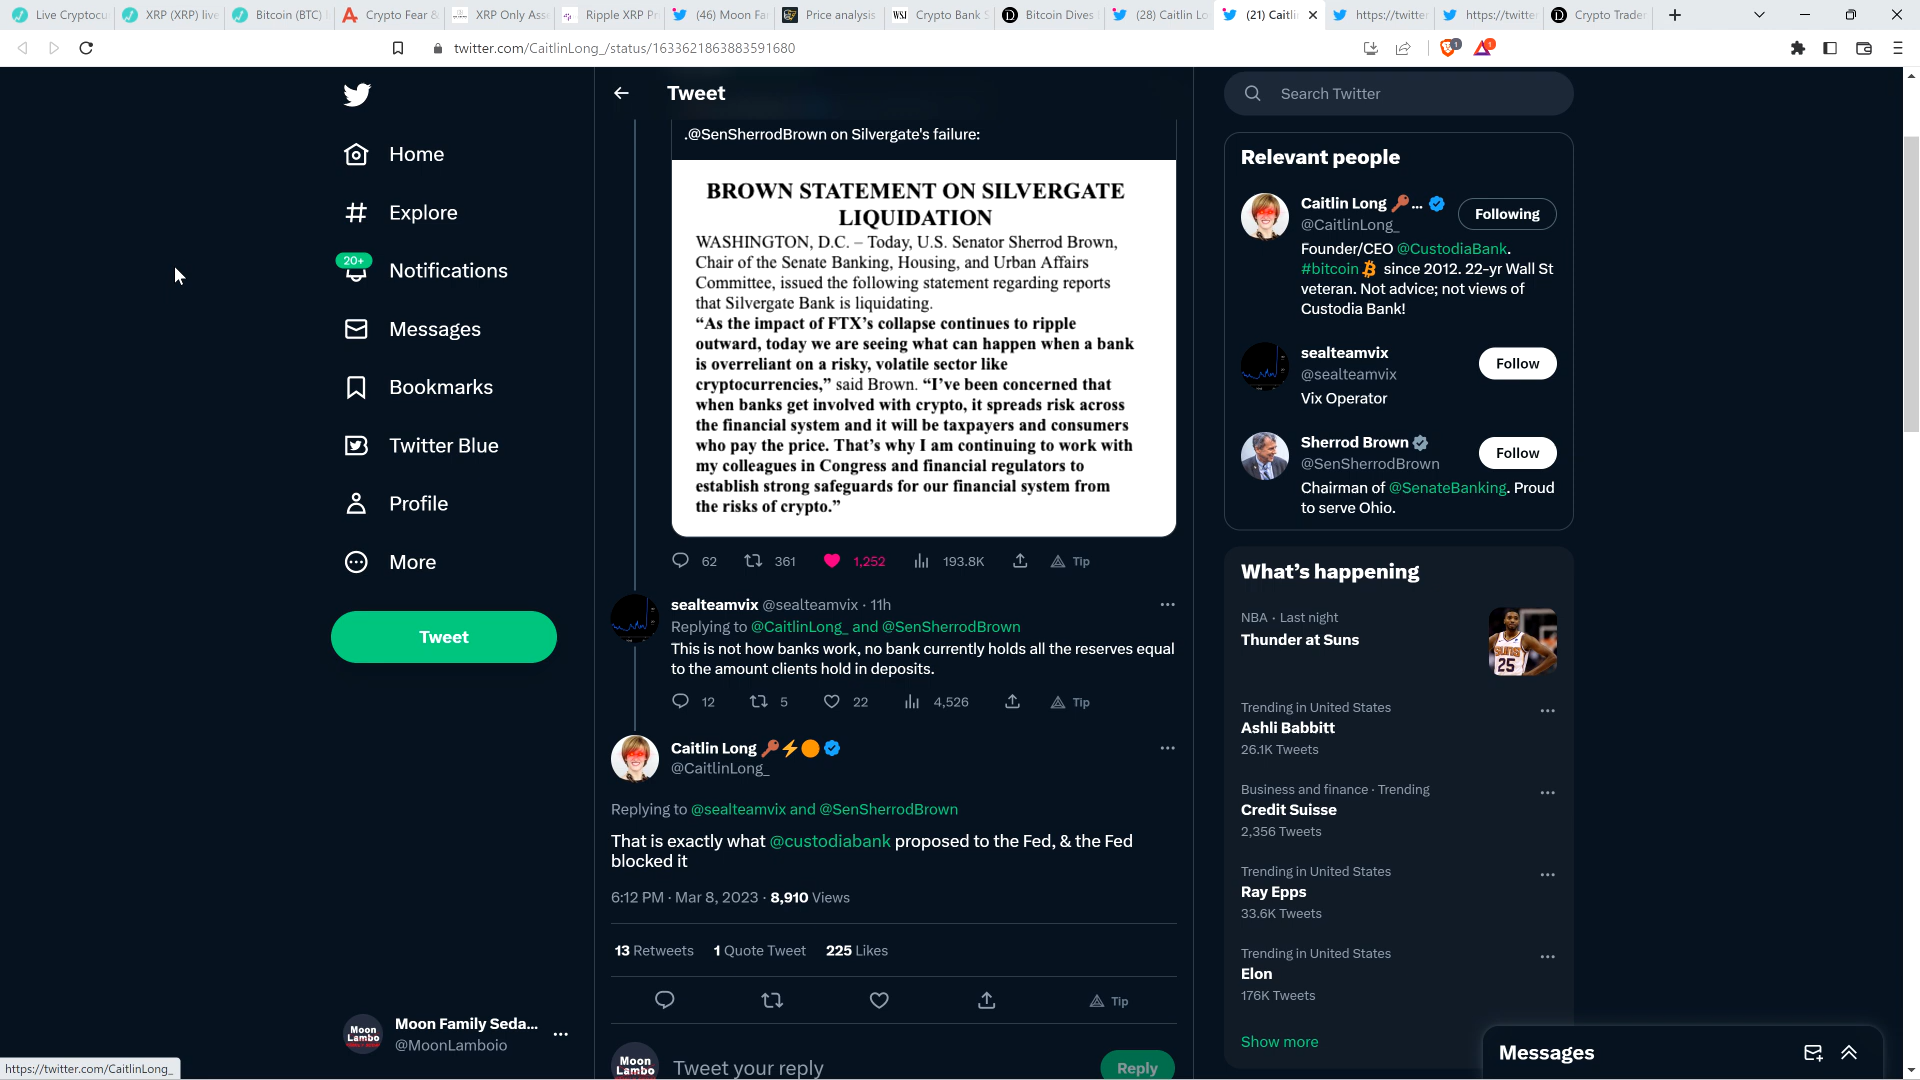 Live Cryptocu
XRP (XRP) live
Bitcoin (BTC)
Crypto Fear &
XRP Only Asse
Ripple XRP Pr
(46) Moon Fa
Price analysis
WSJ Crypto Bank S
Bitcoin Dives
(28) Caitlin Lo
(21) Caitli
https://twitter
https://twitter
Crypto Trader
twitter.com/CaitlinLong_/status/1633621863883591680
1
1
Home
Explore
20+
Notifications
Messages
Bookmarks
Twitter Blue
Profile
More
Tweet
Moon Lambo
Moon Family Seda...
@MoonLamboio
https://twitter.com/CaitlinLong_
Tweet
.@SenSherrodBrown on Silvergate's failure:
BROWN STATEMENT ON SILVERGATE
LIQUIDATION
WASHINGTON, D.C. – Today, U.S. Senator Sherrod Brown,
Chair of the Senate Banking, Housing, and Urban Affairs
Committee, issued the following statement regarding reports
that Silvergate Bank is liquidating.
“As the impact of FTX’s collapse continues to ripple
outward, today we are seeing what can happen when a bank
is overreliant on a risky, volatile sector like
cryptocurrencies,” said Brown. “I’ve been concerned that
when banks get involved with crypto, it spreads risk across
the financial system and it will be taxpayers and consumers
who pay the price. That’s why I am continuing to work with
my colleagues in Congress and financial regulators to
establish strong safeguards for our financial system from
the risks of crypto.”
62 361 1,252 193.8K Tip
sealteamvix @sealteamvix · 11h
Replying to @CaitlinLong_ and @SenSherrodBrown
This is not how banks work, no bank currently holds all the reserves equal
to the amount clients hold in deposits.
12 5 22 4,526 Tip
Caitlin Long
@CaitlinLong_
Replying to @sealteamvix and @SenSherrodBrown
That is exactly what @custodiabank proposed to the Fed, & the Fed
blocked it
6:12 PM · Mar 8, 2023 · 8,910 Views
13 Retweets 1 Quote Tweet 225 Likes
Tip
Moon Lambo
Tweet your reply
Reply
Search Twitter
Relevant people
Caitlin Long ...
@CaitlinLong_
Following
Founder/CEO @CustodiaBank.
#bitcoin since 2012. 22-yr Wall St
veteran. Not advice; not views of
Custodia Bank!
sealteamvix
@sealteamvix
Follow
Vix Operator
Sherrod Brown
@SenSherrodBrown
Follow
Chairman of @SenateBanking. Proud
to serve Ohio.
What’s happening
NBA · Last night
Thunder at Suns
SUNS
25
Trending in United States
Ashli Babbitt
26.1K Tweets
Business and finance · Trending
Credit Suisse
2,356 Tweets
Trending in United States
Ray Epps
33.6K Tweets
Trending in United States
Elon
176K Tweets
Show more
Messages